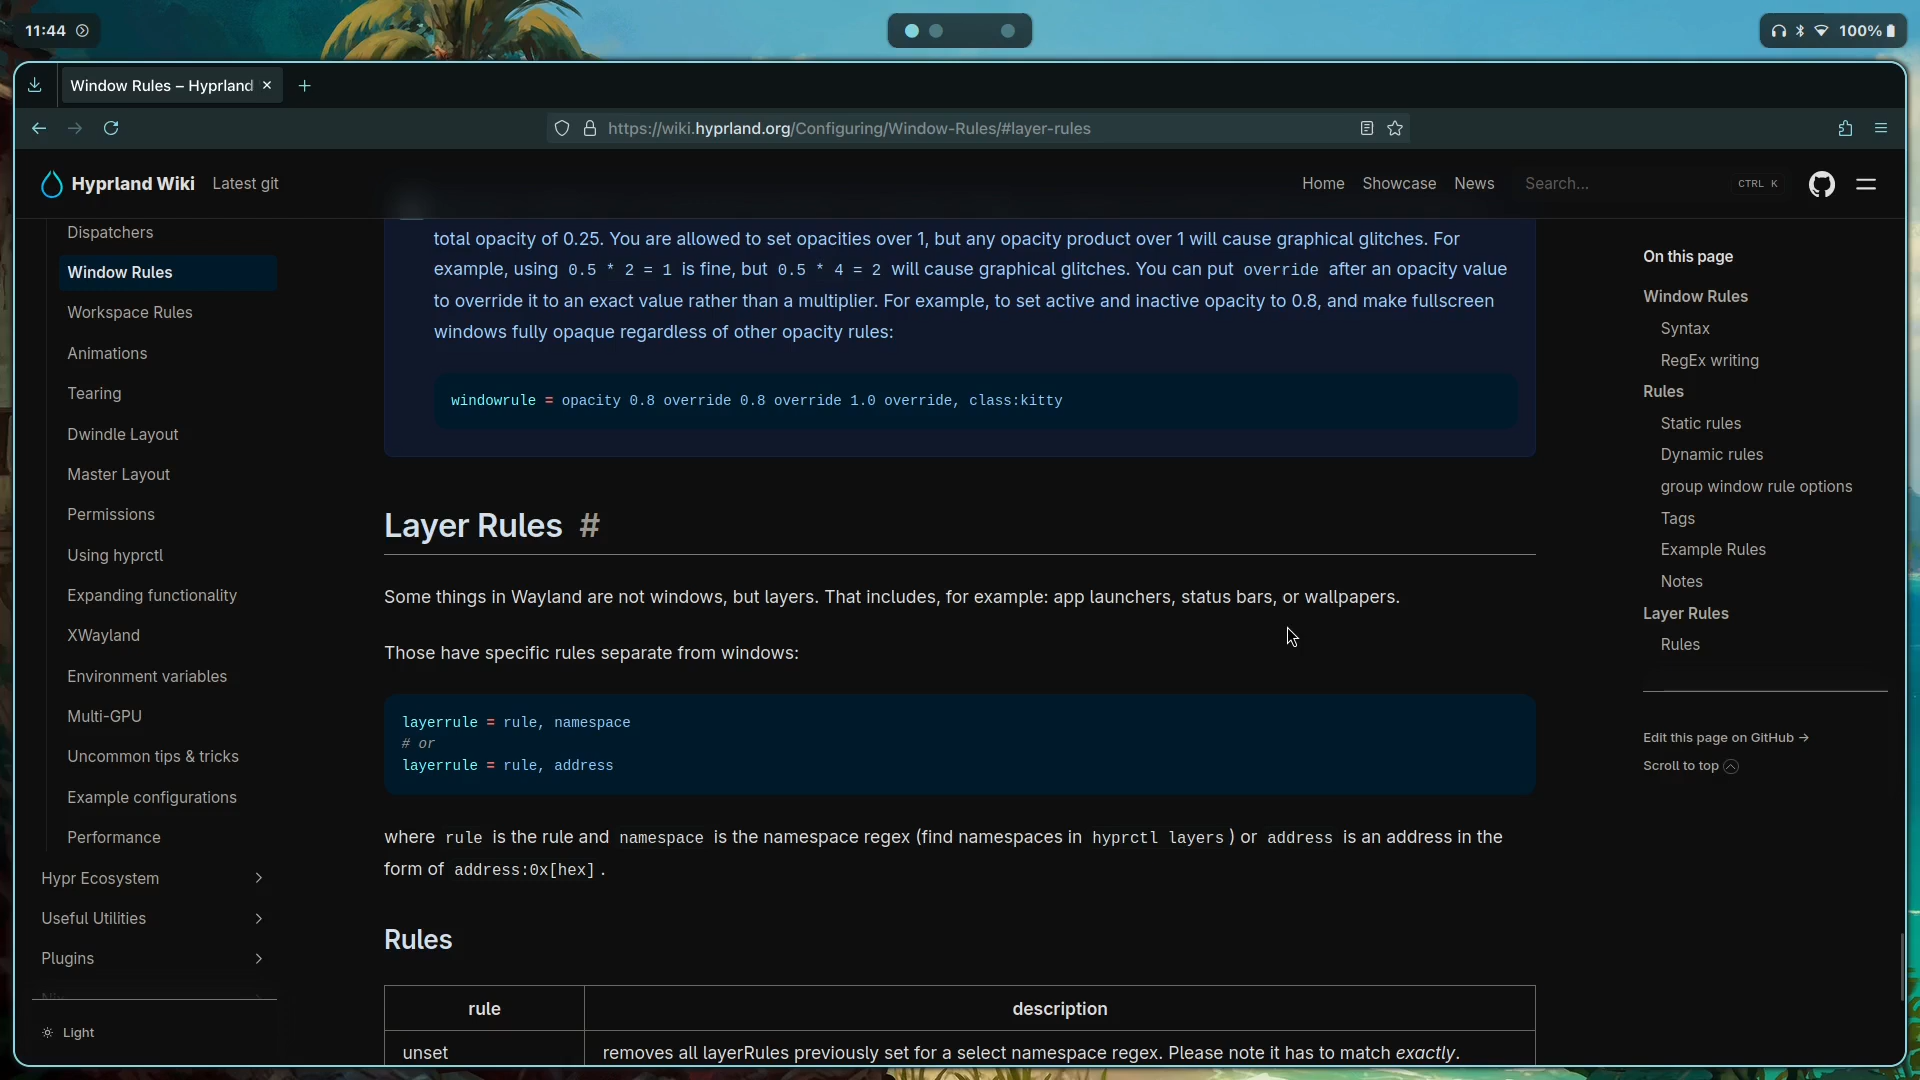 11:44
100%
Window Rules – Hyprland
https://wiki.hyprland.org/Configuring/Window-Rules/#layer-rules
Hyprland Wiki
Latest git
Home
Showcase
News
Search...
CTRL K
Dispatchers
Window Rules
Workspace Rules
Animations
Tearing
Dwindle Layout
Master Layout
Permissions
Using hyprctl
Expanding functionality
XWayland
Environment variables
Multi-GPU
Uncommon tips & tricks
Example configurations
Performance
Hypr Ecosystem
Useful Utilities
Plugins
Light
total opacity of 0.25. You are allowed to set opacities over 1, but any opacity product over 1 will cause graphical glitches. For
example, using 0.5 * 2 = 1 is fine, but 0.5 * 4 = 2 will cause graphical glitches. You can put override after an opacity value
to override it to an exact value rather than a multiplier. For example, to set active and inactive opacity to 0.8, and make fullscreen
windows fully opaque regardless of other opacity rules:
windowrule = opacity 0.8 override 0.8 override 1.0 override, class:kitty
Layer Rules #
Some things in Wayland are not windows, but layers. That includes, for example: app launchers, status bars, or wallpapers.
Those have specific rules separate from windows:
layerrule = rule, namespace
# or
layerrule = rule, address
where rule is the rule and namespace is the namespace regex (find namespaces in hyprctl layers) or address is an address in the
form of address:0x[hex].
Rules
rule
description
unset
removes all layerRules previously set for a select namespace regex. Please note it has to match exactly.
On this page
Window Rules
Syntax
RegEx writing
Rules
Static rules
Dynamic rules
group window rule options
Tags
Example Rules
Notes
Layer Rules
Rules
Edit this page on GitHub →
Scroll to top